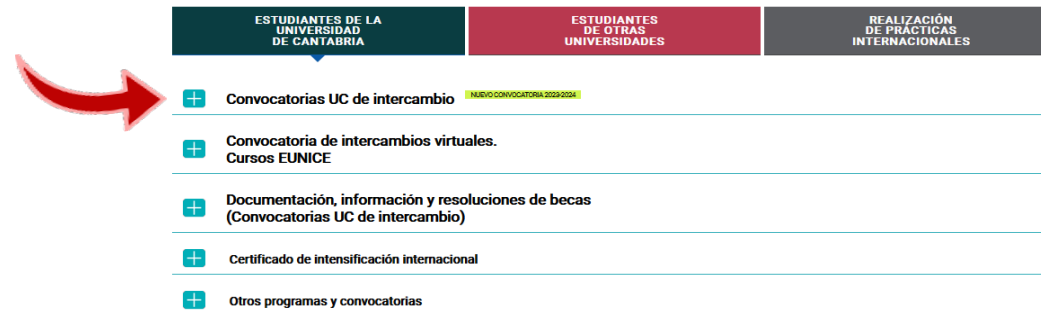 ESTUDIANTES DE LA
UNIVERSIDAD
DE CANTABRIA
ESTUDIANTES
DE OTRAS
UNIVERSIDADES
REALIZACIÓN
DE PRÁCTICAS
INTERNACIONALES
Convocatorias UC de intercambio NUEVO CONVOCATORIA 2023-2024
Convocatoria de intercambios virtuales.
Cursos EUNICE
Documentación, información y resoluciones de becas
(Convocatorias UC de intercambio)
Certificado de intensificación internacional
Otros programas y convocatorias